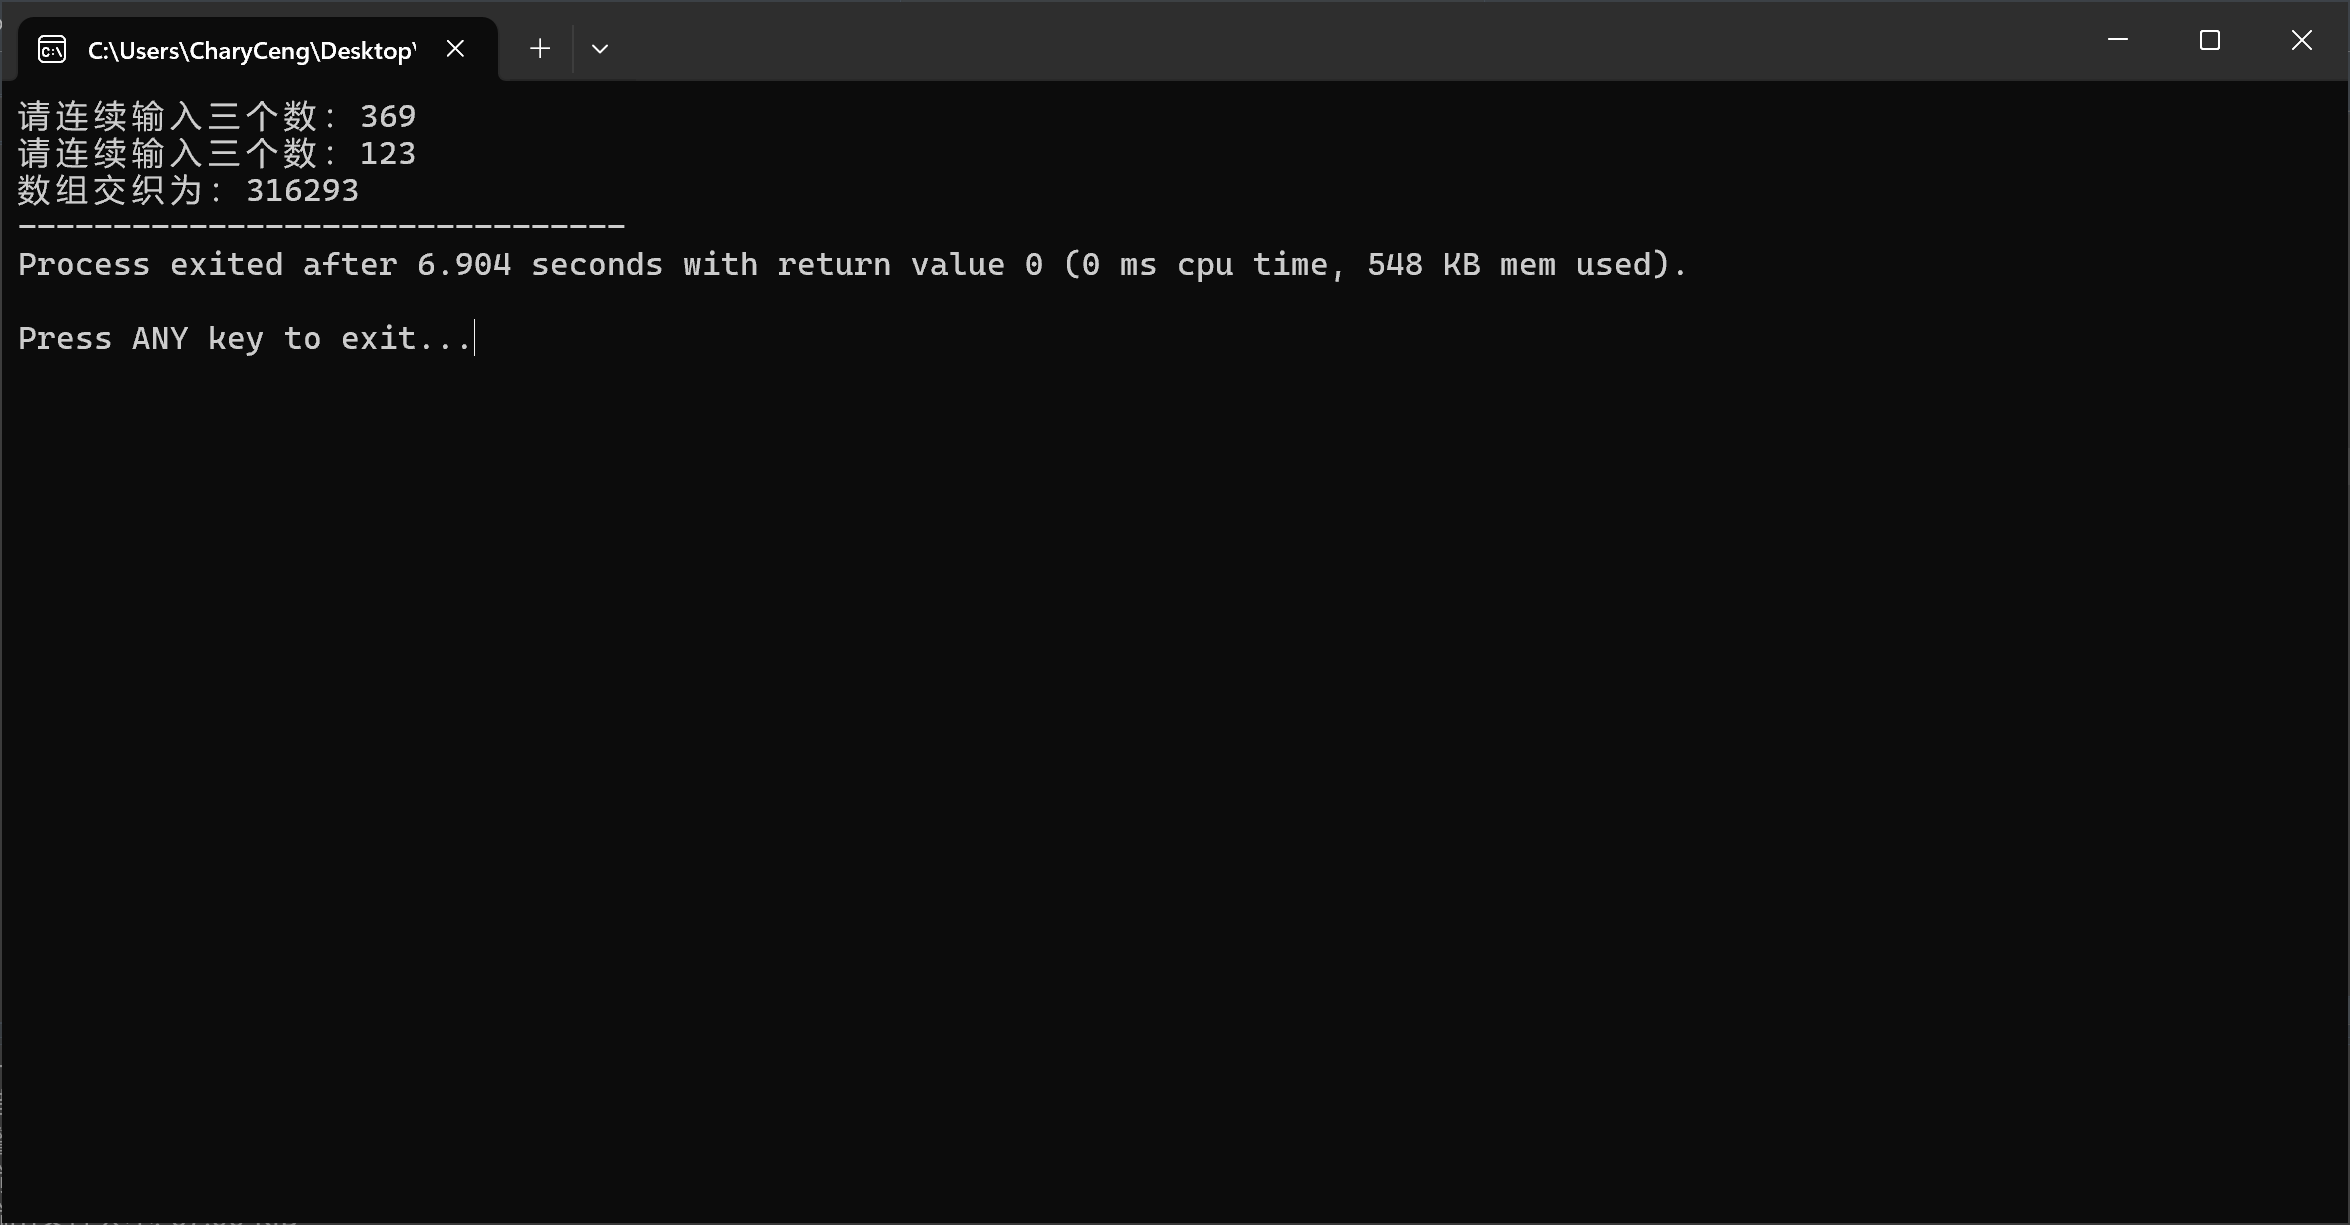 C:\Users\CharyCeng\Desktop\
请连续输入三个数：369
请连续输入三个数：123
数组交织为：316293
--------------------------------
Process exited after 6.904 seconds with return value 0 (0 ms cpu time, 548 KB mem used).
Press ANY key to exit...